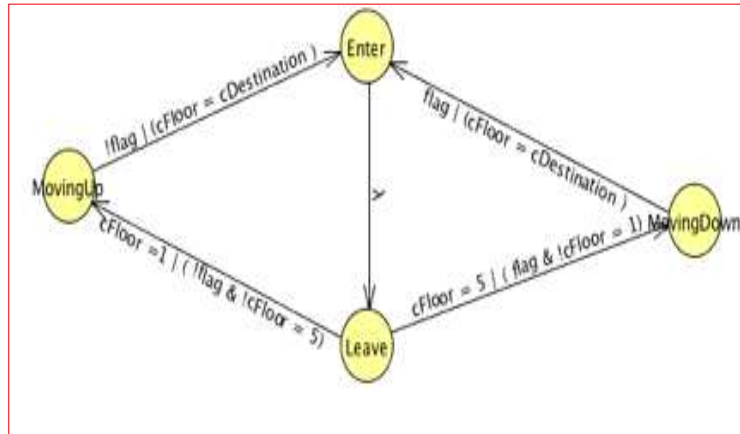 Enter
!flag | (cFloor = cDestination )
flag | (cFloor = cDestination )
MovingUp
λ
MovingDown
cFloor =1 | ( !flag & !cFloor = 5)
cFloor = 5 | ( flag & !cFloor = 1)
Leave